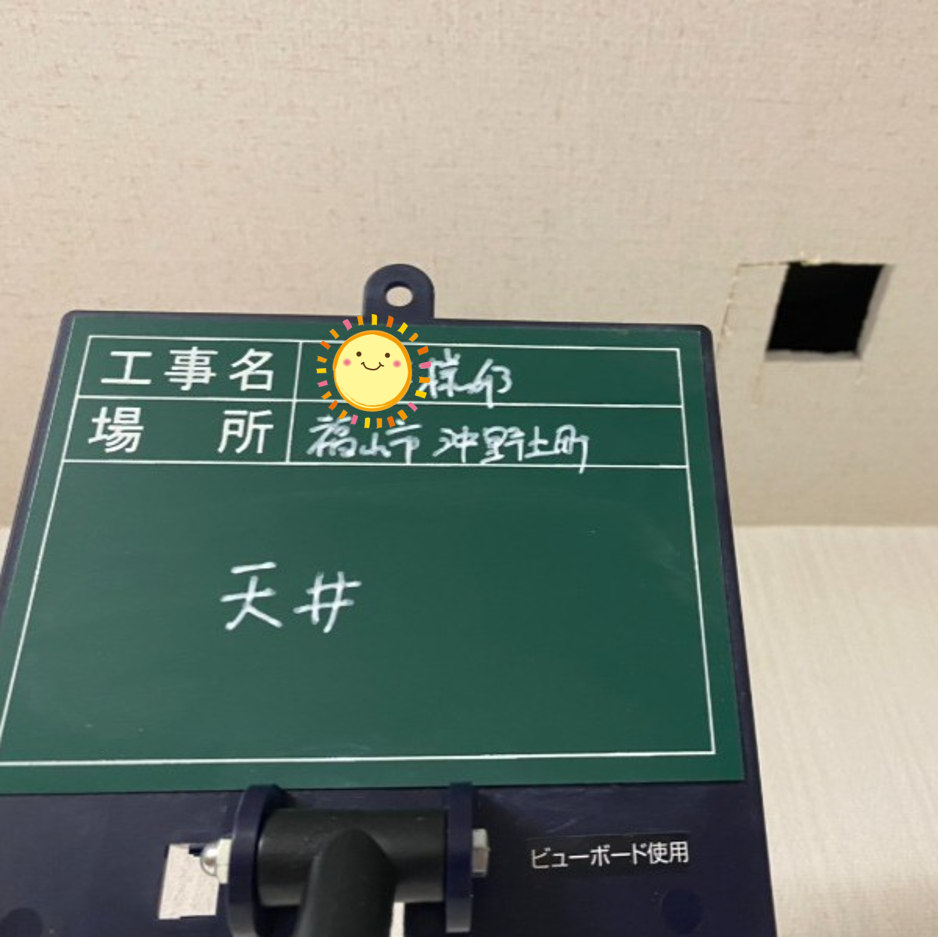 工事名 様邸
場所 福山市 沖野上町
天井
ビューボード使用